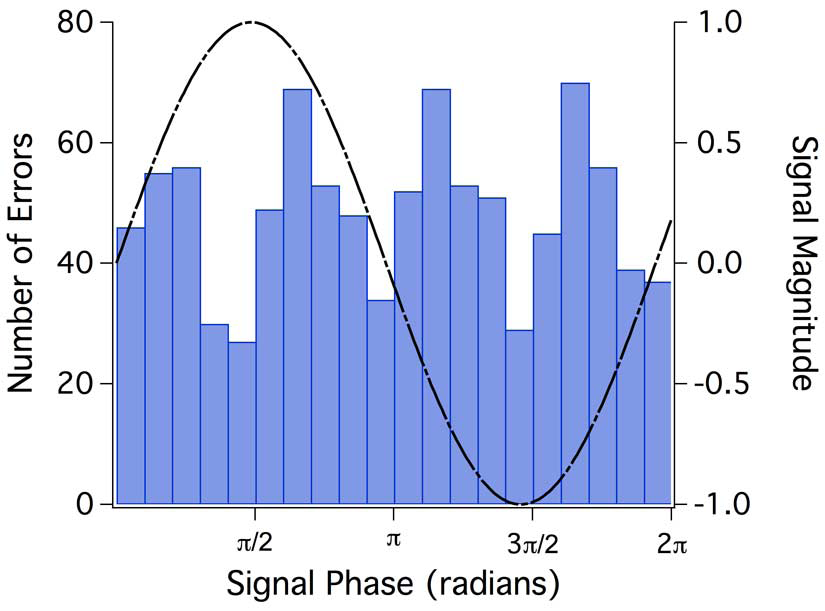 80
60
40
20
0
Number of Errors
1.0
0.5
0.0
-0.5
-1.0
Signal Magnitude
π/2
π
3π/2
2π
Signal Phase (radians)